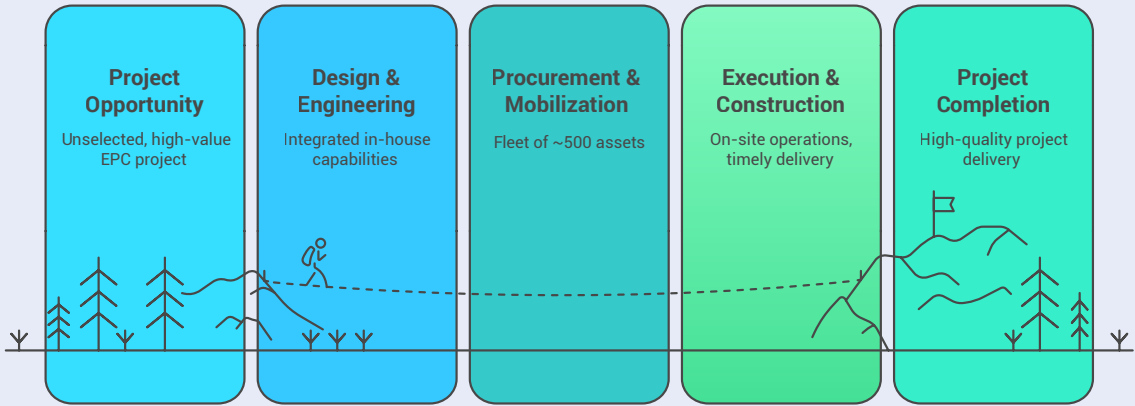 Project
Opportunity
Unselected, high-value
EPC project
Design &
Engineering
Integrated in-house
capabilities
Procurement &
Mobilization
Fleet of ~500 assets
Execution &
Construction
On-site operations,
timely delivery
Project
Completion
High-quality project
delivery